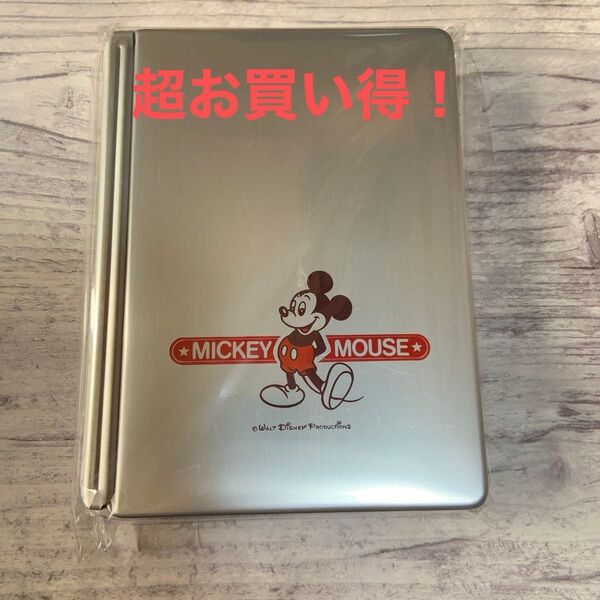 超お買い得！
★MICKEY MOUSE★
©WALT DISNEY PRODUCTIONS